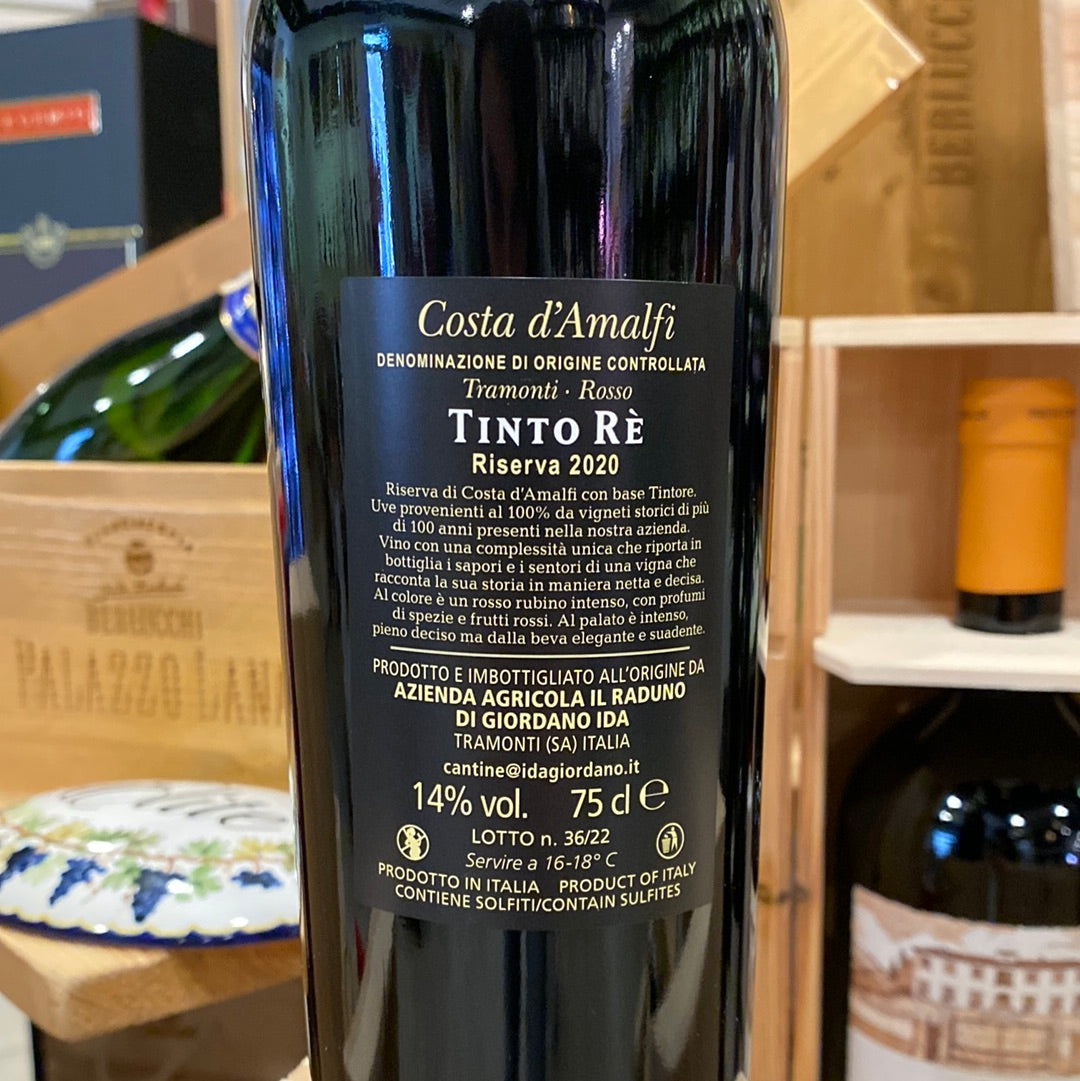 Costa d'Amalfi
DENOMINAZIONE DI ORIGINE CONTROLLATA
Tramonti · Rosso
TINTO RÈ
Riserva 2020
Riserva di Costa d'Amalfi con base Tintore.
Uve provenienti al 100% da vigneti storici di più
di 100 anni presenti nella nostra azienda.
Vino con una complessità unica che riporta in
bottiglia i sapori e i sentori di una vigna che
racconta la sua storia in maniera netta e decisa.
Al colore è un rosso rubino intenso, con profumi
di spezie e frutti rossi. Al palato è intenso,
pieno deciso ma dalla beva elegante e suadente.
PRODOTTO E IMBOTTIGLIATO ALL'ORIGINE DA
AZIENDA AGRICOLA IL RADUNO
DI GIORDANO IDA
TRAMONTI (SA) ITALIA
cantine@idagiordano.it
14% vol. 75 cl e
LOTTO n. 36/22
Servire a 16-18° C
PRODOTTO IN ITALIA PRODUCT OF ITALY
CONTIENE SOLFITI/CONTAIN SULFITES
BERLUCC
BERLUCCHI
PALAZZO LANA